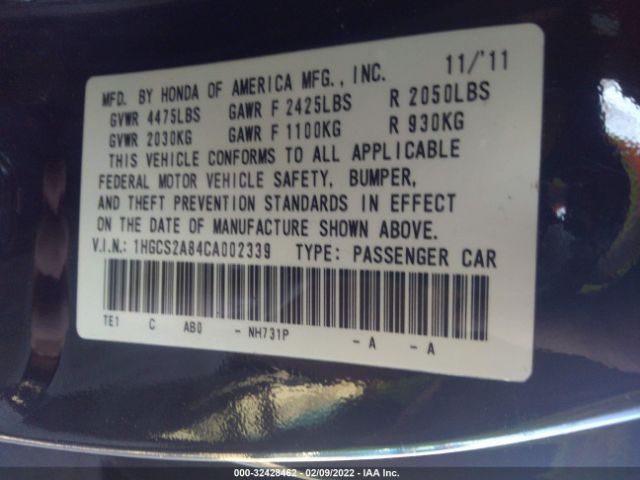 MFD. BY HONDA OF AMERICA MFG., INC. 11/'11
GVWR 4475LBS GAWR F 2425LBS R 2050LBS
GVWR 2030KG GAWR F 1100KG R 930KG
THIS VEHICLE CONFORMS TO ALL APPLICABLE
FEDERAL MOTOR VEHICLE SAFETY, BUMPER,
AND THEFT PREVENTION STANDARDS IN EFFECT
ON THE DATE OF MANUFACTURE SHOWN ABOVE.
V.I.N.: 1HGCS2A84CA002339 TYPE: PASSENGER CAR
TE1 C AB0 - NH731P - A - A
000-32428462 - 02/09/2022 - IAA Inc.